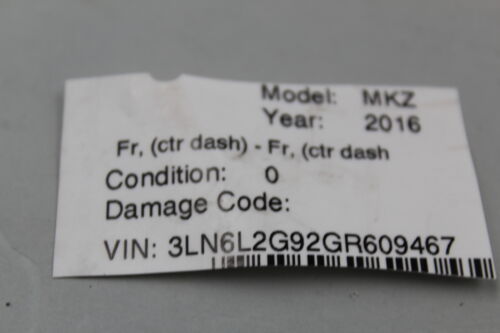 Model: MKZ
Year: 2016
Fr, (ctr dash) - Fr, (ctr dash
Condition: 0
Damage Code:
VIN: 3LN6L2G92GR609467